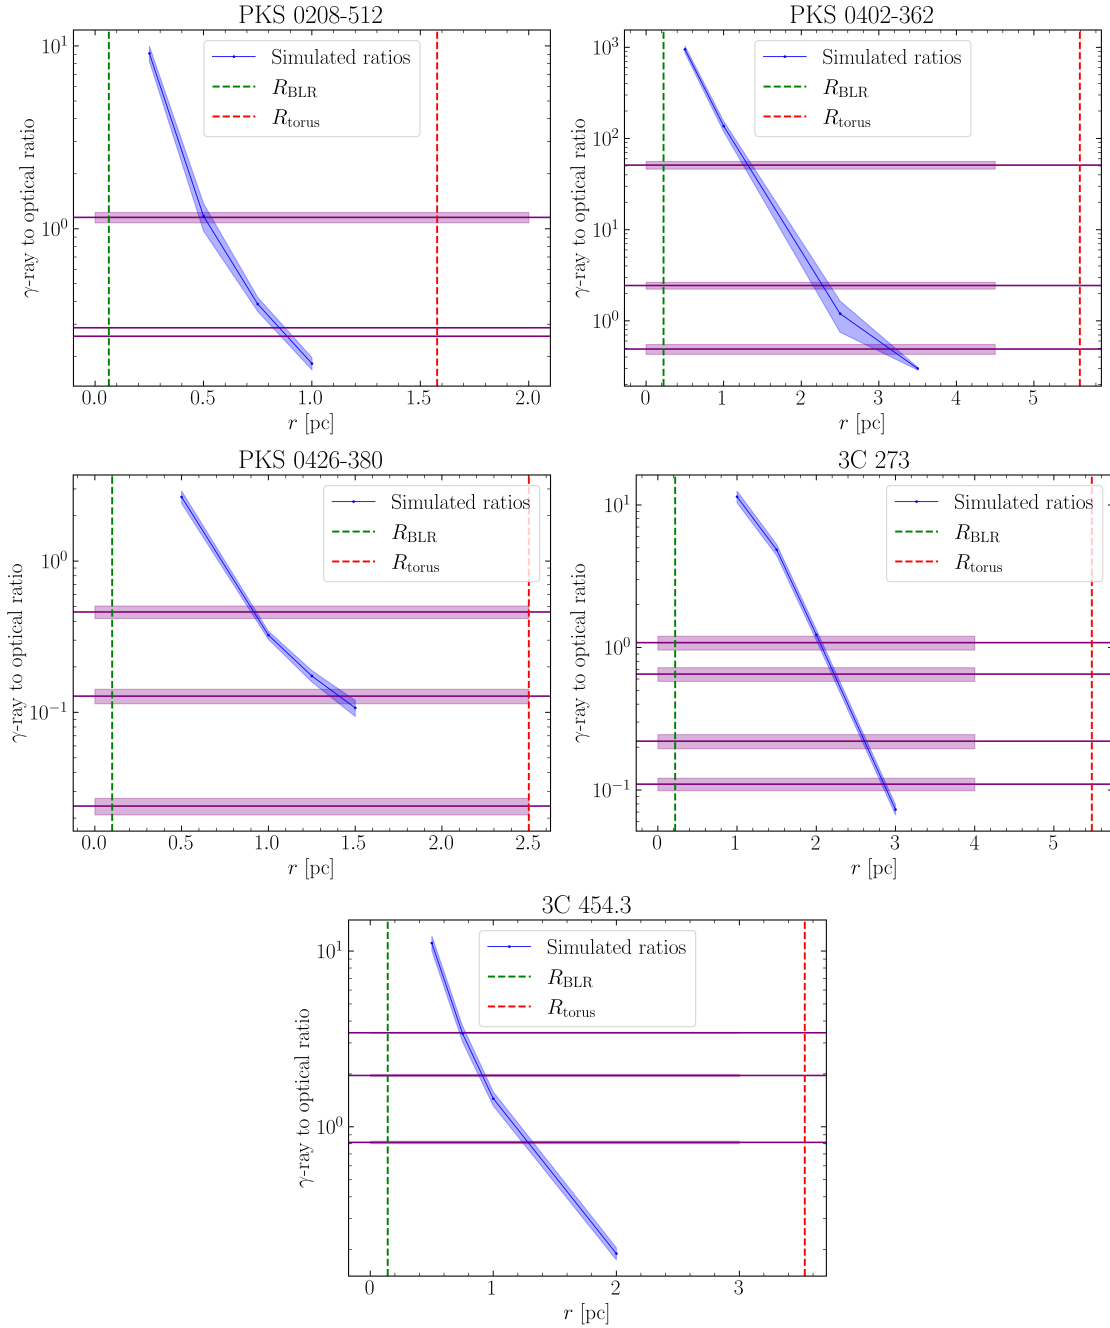 PKS 0208-512
10^1
10^0
γ-ray to optical ratio
Simulated ratios
R_BLR
R_torus
0.0 0.5 1.0 1.5 2.0
r [pc]
PKS 0402-362
10^3
10^2
10^1
10^0
γ-ray to optical ratio
Simulated ratios
R_BLR
R_torus
0 1 2 3 4 5
r [pc]
PKS 0426-380
10^0
10^−1
γ-ray to optical ratio
Simulated ratios
R_BLR
R_torus
0.0 0.5 1.0 1.5 2.0 2.5
r [pc]
3C 273
10^1
10^0
10^−1
γ-ray to optical ratio
Simulated ratios
R_BLR
R_torus
0 1 2 3 4 5
r [pc]
3C 454.3
10^1
10^0
γ-ray to optical ratio
Simulated ratios
R_BLR
R_torus
0 1 2 3
r [pc]